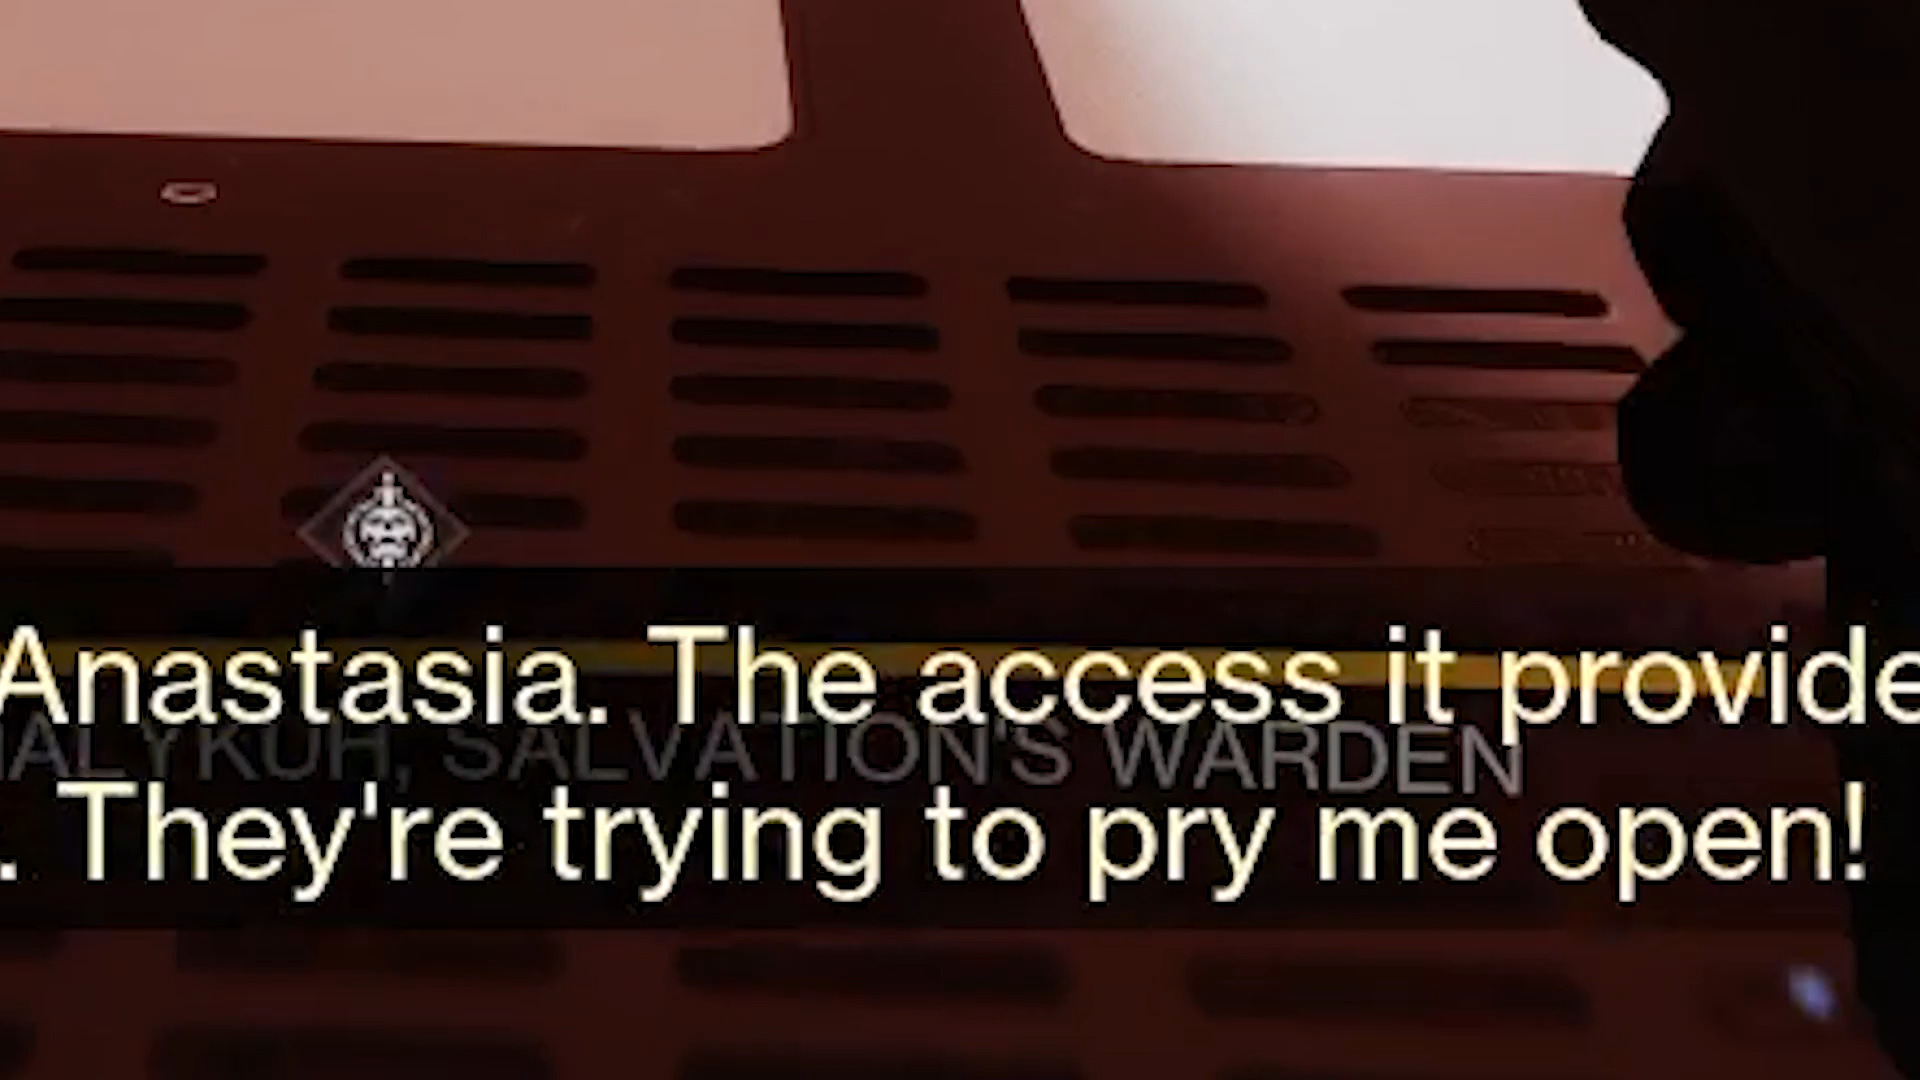 Anastasia. The access it provide
ALYKUH, SALVATION'S WARDEN
. They're trying to pry me open!